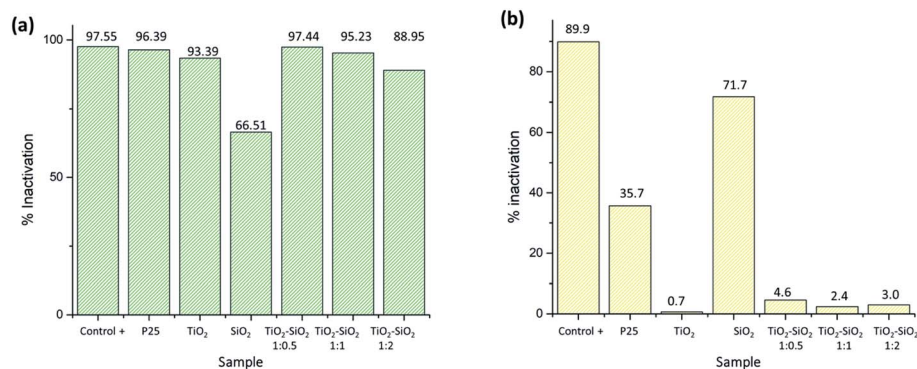 (a)
97.55 96.39 93.39 66.51 97.44 95.23 88.95
100
50
0
% Inactivation
Control + P25 TiO₂ SiO₂ TiO₂-SiO₂ TiO₂-SiO₂ TiO₂-SiO₂
1:0.5 1:1 1:2
Sample
(b)
89.9
35.7
0.7
71.7
4.6
2.4
3.0
80
60
40
20
0
% inactivation
Control + P25 TiO₂ SiO₂ TiO₂-SiO₂ TiO₂-SiO₂ TiO₂-SiO₂
1:0.5 1:1 1:2
Sample